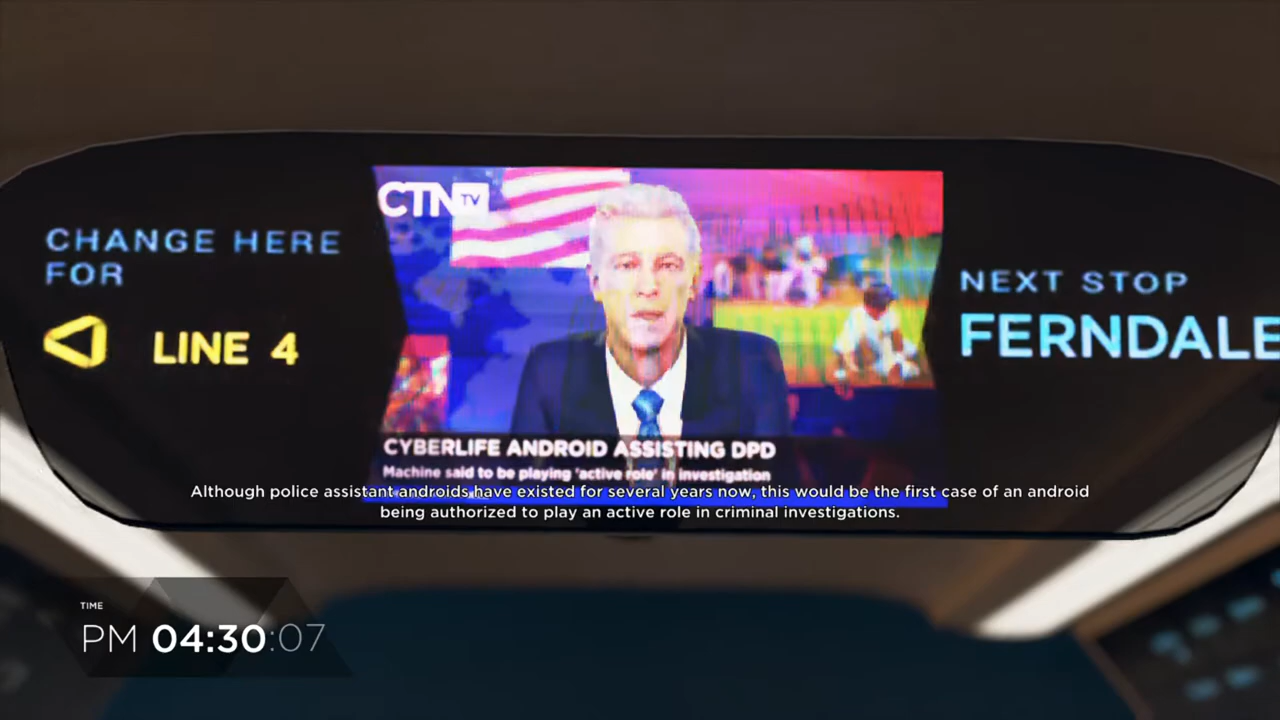 CHANGE HERE
FOR
LINE 4
CTN TV
NEXT STOP
FERNDALE
CYBERLIFE ANDROID ASSISTING DPD
Machine said to be playing 'active role' in investigation
Although police assistant androids have existed for several years now, this would be the first case of an android
being authorized to play an active role in criminal investigations.
TIME
PM 04:30:07